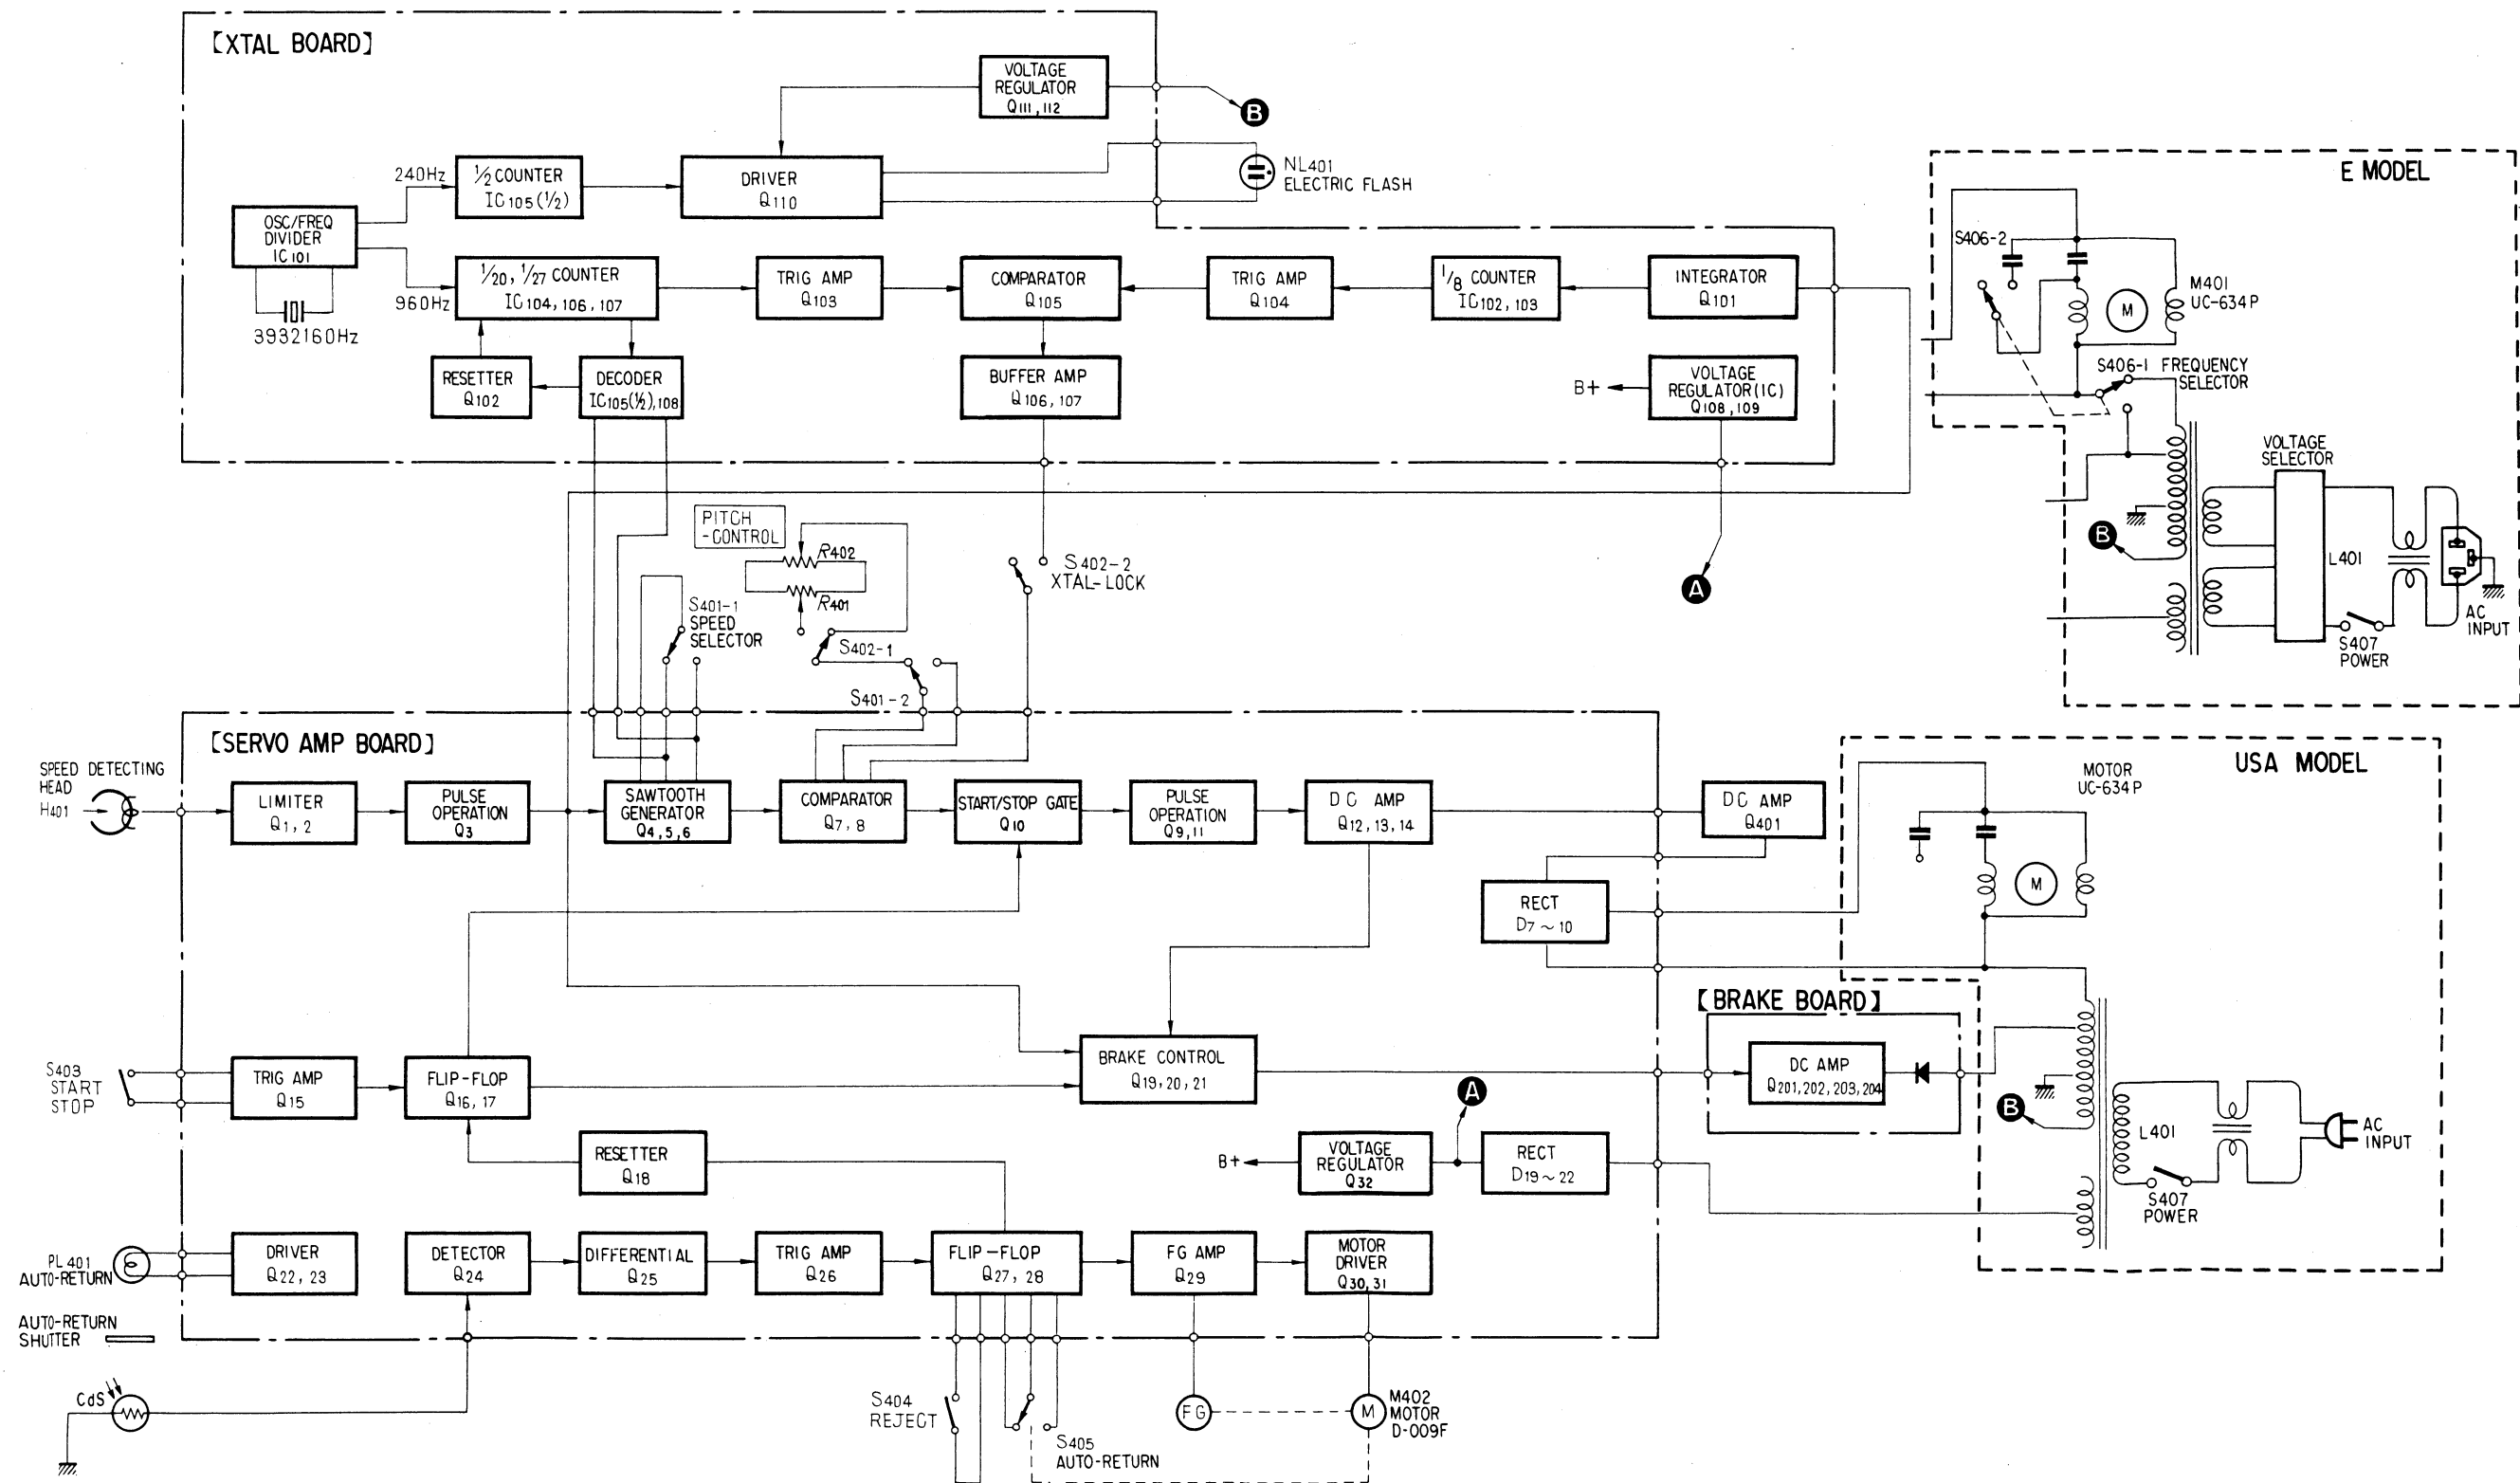 【XTAL BOARD】
VOLTAGE
REGULATOR
Q111, 112
B
NL401
ELECTRIC FLASH
240Hz
1/2 COUNTER
IC105(1/2)
DRIVER
Q110
OSC/FREQ
DIVIDER
IC101
3932160Hz
960Hz
1/20, 1/27 COUNTER
IC104, 106, 107
TRIG AMP
Q103
COMPARATOR
Q105
TRIG AMP
Q104
1/8 COUNTER
IC102, 103
INTEGRATOR
Q101
RESETTER
Q102
DECODER
IC105(1/2),108
BUFFER AMP
Q106, 107
B+
VOLTAGE
REGULATOR(IC)
Q108, 109
A
E MODEL
S406-2
M401
UC-634P
M
S406-1 FREQUENCY
SELECTOR
VOLTAGE
SELECTOR
B
L401
AC
INPUT
S407
POWER
PITCH
-CONTROL
R402
R401
S401-1
SPEED
SELECTOR
S402-1
S401-2
S402-2
XTAL-LOCK
【SERVO AMP BOARD】
SPEED DETECTING
HEAD
H401
LIMITER
Q1, 2
PULSE
OPERATION
Q3
SAWTOOTH
GENERATOR
Q4, 5, 6
COMPARATOR
Q7, 8
START/STOP GATE
Q10
PULSE
OPERATION
Q9, 11
DC AMP
Q12, 13, 14
DC AMP
Q401
RECT
D7~10
USA MODEL
MOTOR
UC-634P
M
【BRAKE BOARD】
DC AMP
Q201, 202, 203, 204
B
L401
AC
INPUT
S407
POWER
S403
START
STOP
TRIG AMP
Q15
FLIP-FLOP
Q16, 17
BRAKE CONTROL
Q19, 20, 21
RESETTER
Q18
A
B+
VOLTAGE
REGULATOR
Q32
RECT
D19~22
PL401
AUTO-RETURN
DRIVER
Q22, 23
DETECTOR
Q24
DIFFERENTIAL
Q25
TRIG AMP
Q26
FLIP-FLOP
Q27, 28
FG AMP
Q29
MOTOR
DRIVER
Q30, 31
AUTO-RETURN
SHUTTER
CdS
S404
REJECT
S405
AUTO-RETURN
FG
M
M402
MOTOR
D-009F